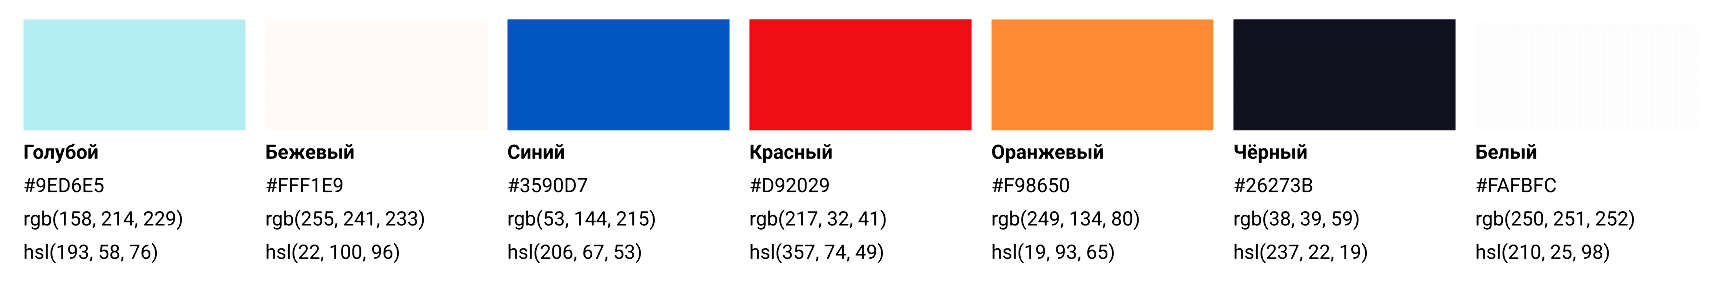 Голубой
#9ED6E5
rgb(158, 214, 229)
hsl(193, 58, 76)
Бежевый
#FFF1E9
rgb(255, 241, 233)
hsl(22, 100, 96)
Синий
#3590D7
rgb(53, 144, 215)
hsl(206, 67, 53)
Красный
#D92029
rgb(217, 32, 41)
hsl(357, 74, 49)
Оранжевый
#F98650
rgb(249, 134, 80)
hsl(19, 93, 65)
Чёрный
#26273B
rgb(38, 39, 59)
hsl(237, 22, 19)
Белый
#FAFBFC
rgb(250, 251, 252)
hsl(210, 25, 98)